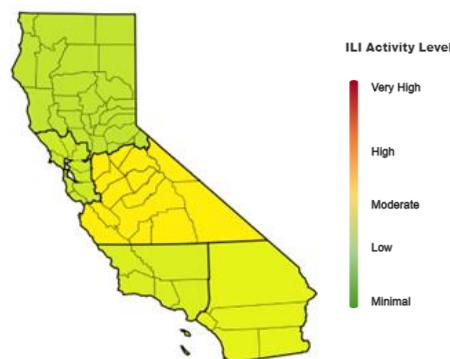 ILI Activity Level
Very High
High
Moderate
Low
Minimal